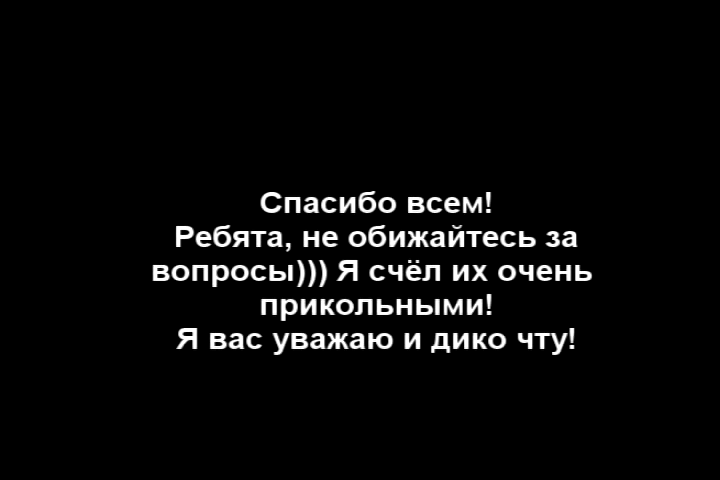 Спасибо всем!
Ребята, не обижайтесь за
вопросы))) Я счёл их очень
прикольными!
Я вас уважаю и дико чту!